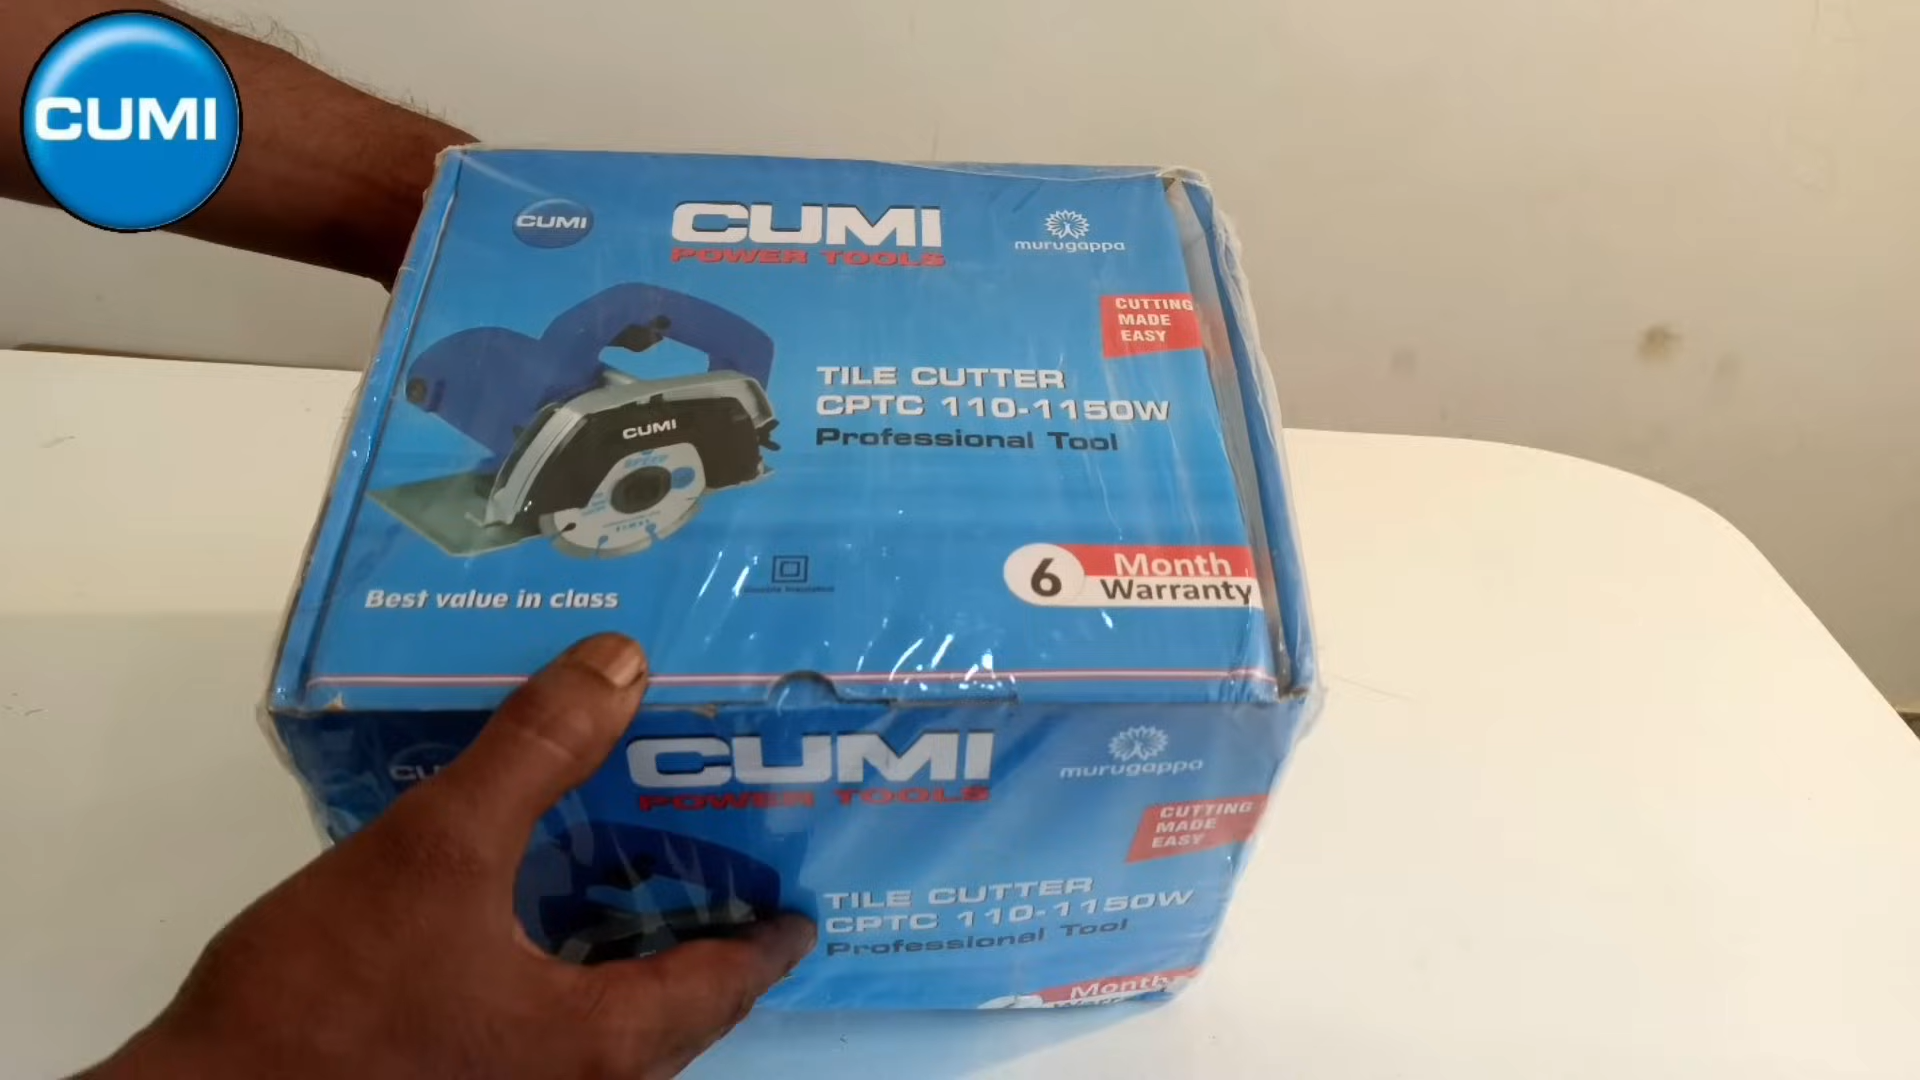 CUMI
CUMI
CUMI
POWER TOOLS
murugappa
CUTTING
MADE
EASY
TILE CUTTER
CPTC 110-1150W
Professional Tool
CUMI
6
Month
Warranty
Best value in class
CUMI
POWER TOOLS
murugappa
CUTTING
MADE
EASY
TILE CUTTER
CPTC 110-1150W
Professional Tool
Month